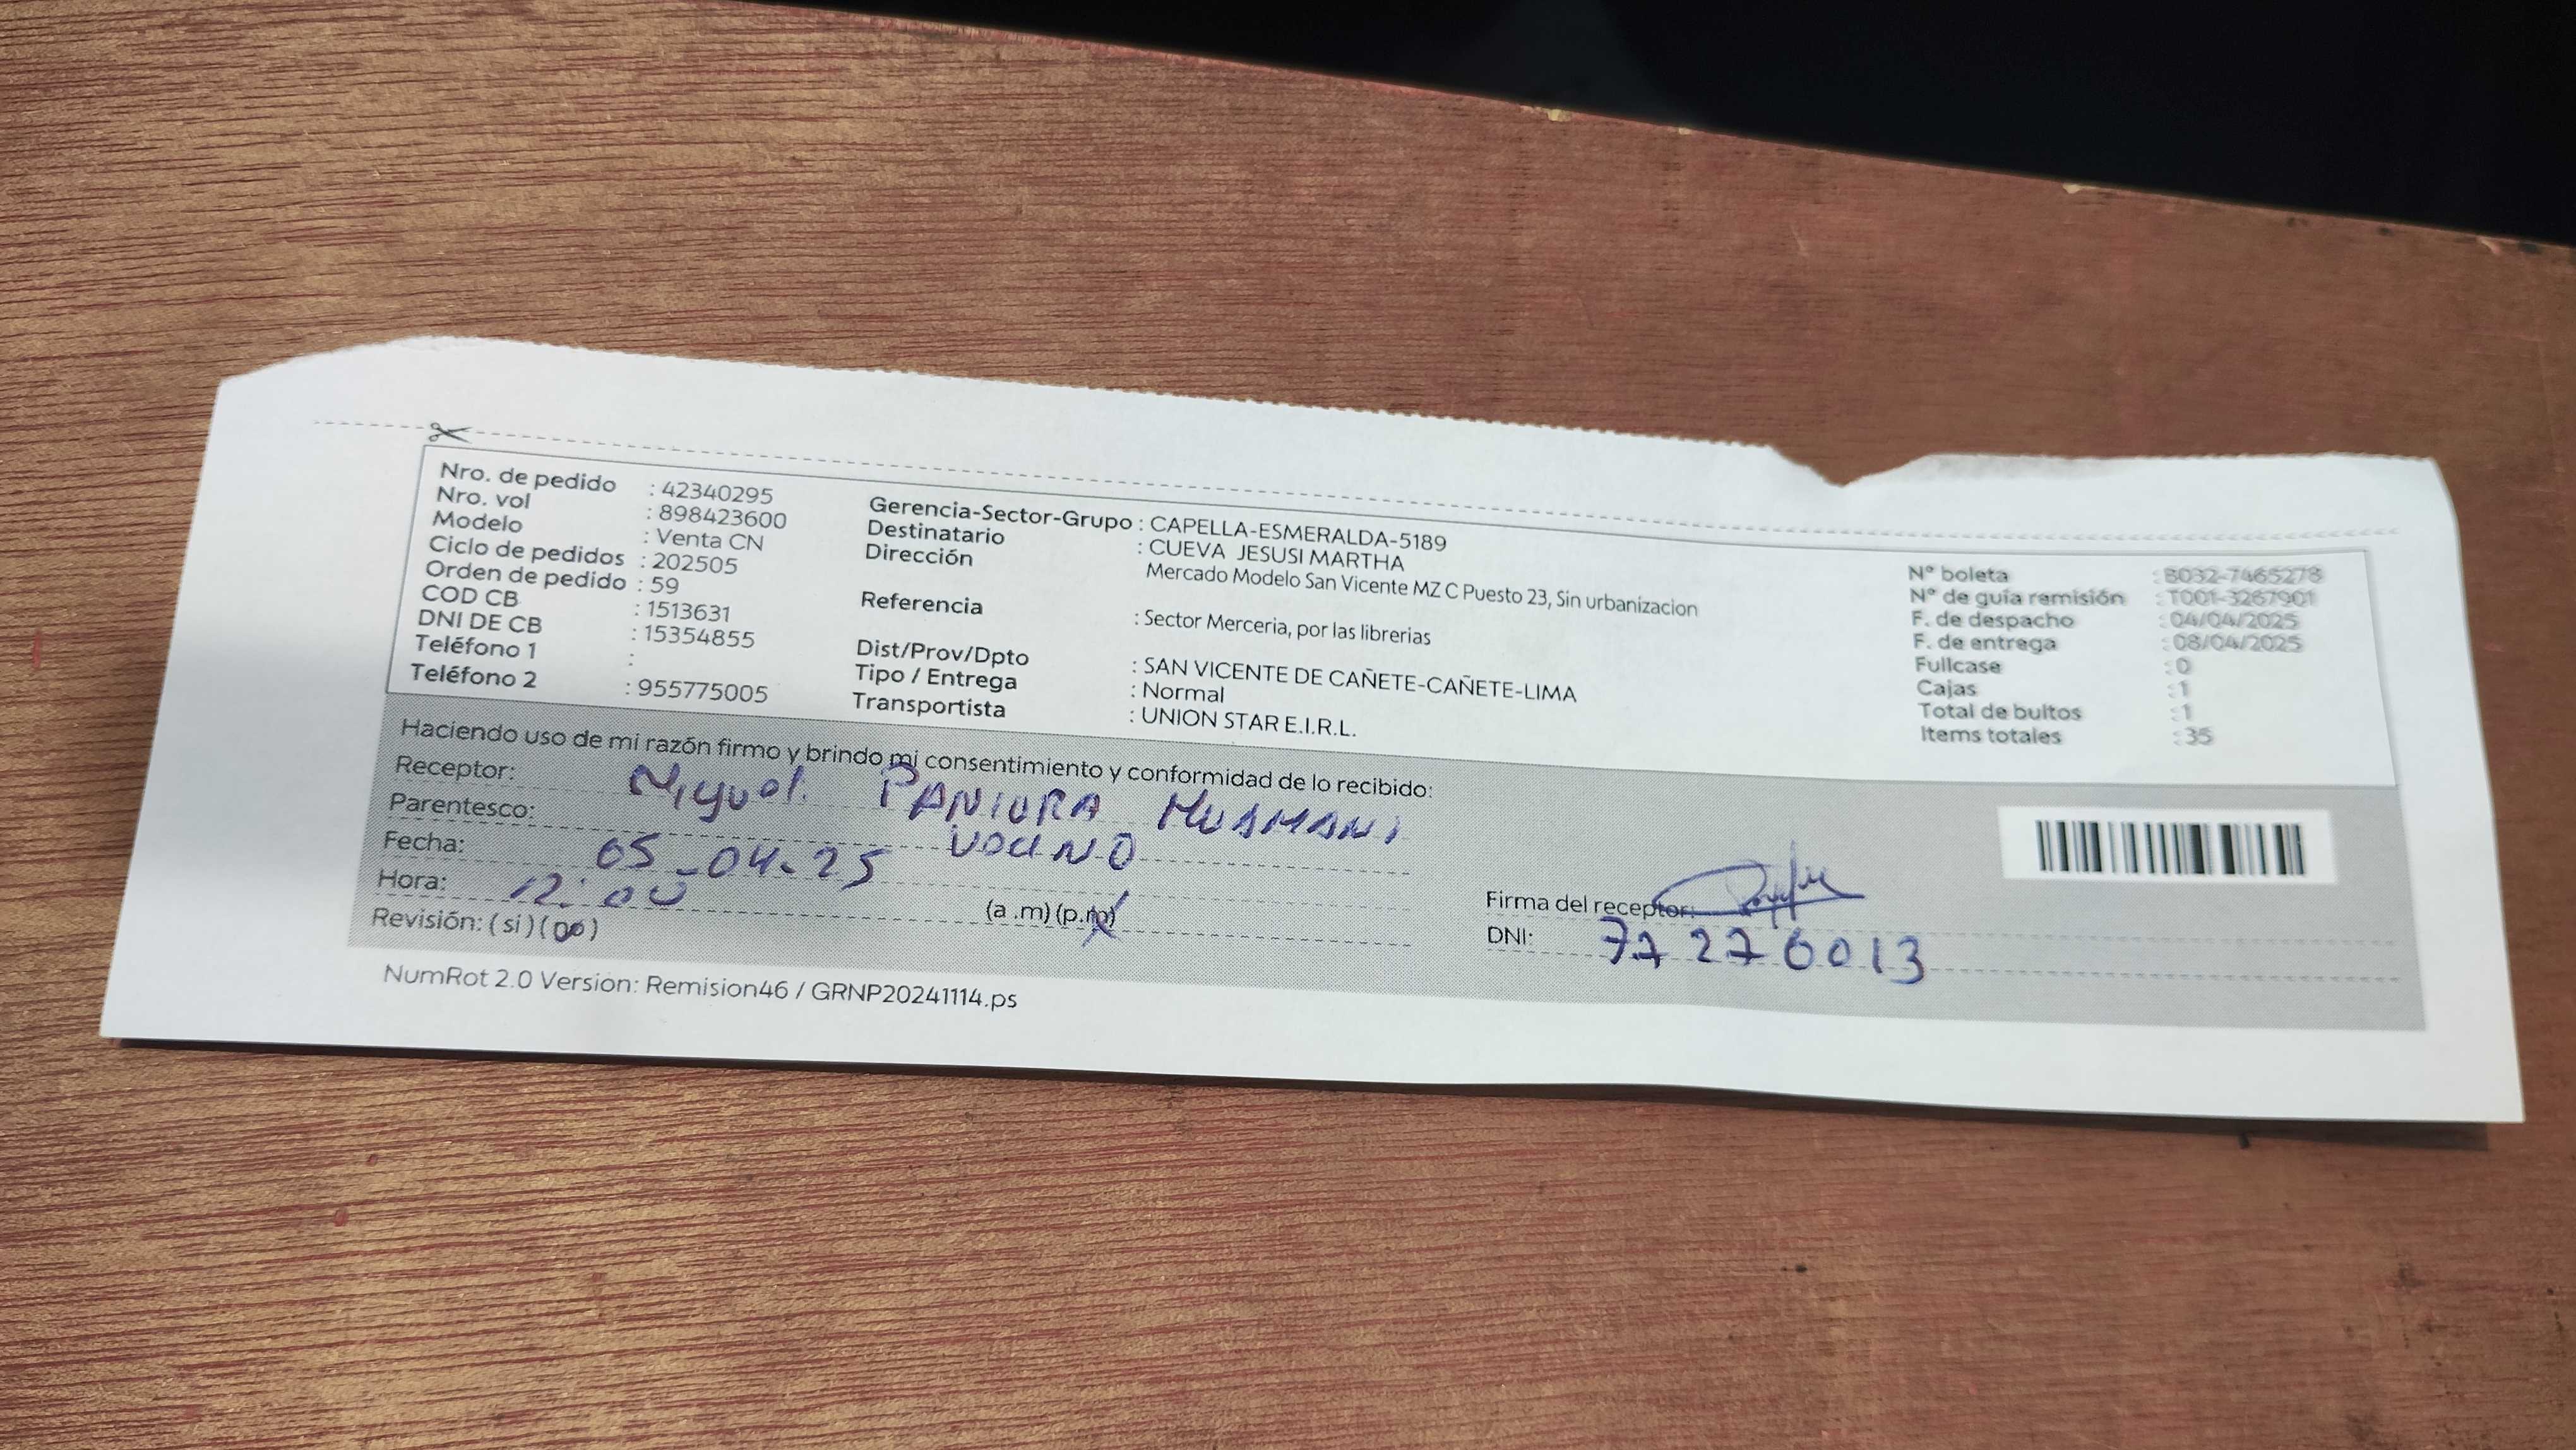 Nro. de pedido : 42340295
Nro. vol : 898423600
Modelo : Venta CN
Ciclo de pedidos : 202505
Orden de pedido : 59
COD CB : 1513631
DNI DE CB : 15354855
Teléfono 1 :
Teléfono 2 : 955775005
Gerencia-Sector-Grupo : CAPELLA-ESMERALDA-5189
Destinatario : CUEVA JESUSI MARTHA
Dirección Mercado Modelo San Vicente MZ C Puesto 23, Sin urbanizacion
Referencia : Sector Merceria, por las librerias
Dist/Prov/Dpto : SAN VICENTE DE CAÑETE-CAÑETE-LIMA
Tipo / Entrega : Normal
Transportista : UNION STAR E.I.R.L.
N° boleta : B032-7465278
N° de guía remisión : T001-3267901
F. de despacho : 04/04/2025
F. de entrega : 08/04/2025
Fullcase : 0
Cajas : 1
Total de bultos : 1
Items totales : 35
Haciendo uso de mi razón firmo y brindo mi consentimiento y conformidad de lo recibido:
Receptor: Miguel PANIURA HUAMANI
Parentesco: VECINO
Fecha: 05-04-25
Hora: 12:00 (a .m) (p.m)
Revisión: ( si ) (no)
Firma del receptor:
DNI: 77276013
NumRot 2.0 Version: Remision46 / GRNP20241114.ps